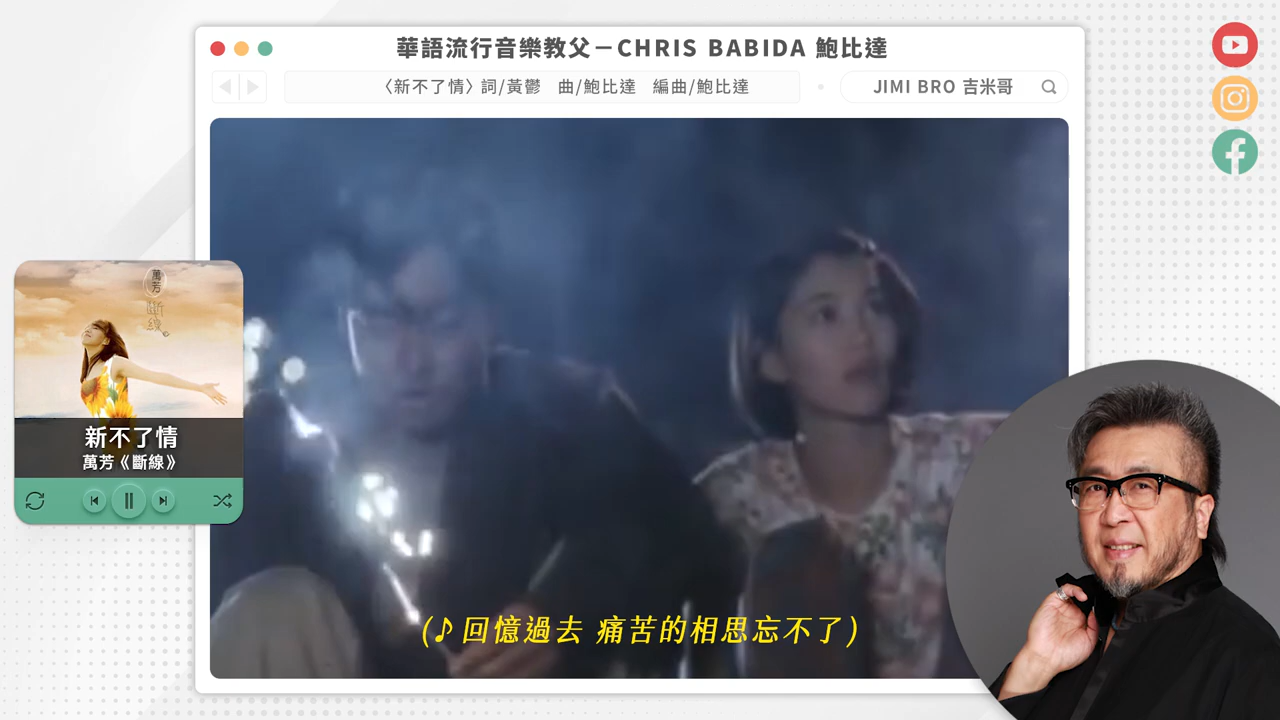 華語流行音樂教父－CHRIS BABIDA 鮑比達
〈新不了情〉詞/黃鬱 曲/鮑比達 編曲/鮑比達
JIMI BRO 吉米哥
萬芳
斷線
新不了情
萬芳《斷線》
(♪回憶過去 痛苦的相思忘不了)